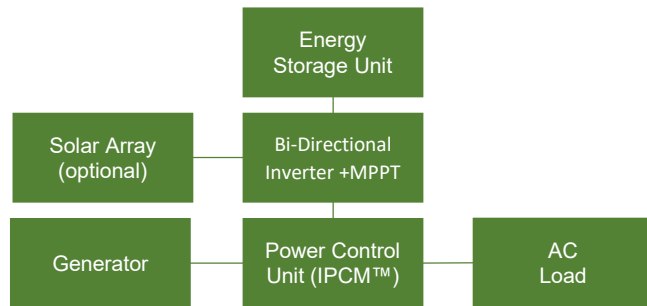 Energy
Storage Unit
Solar Array
(optional)
Bi-Directional
Inverter +MPPT
Generator
Power Control
Unit (IPCM™)
AC
Load